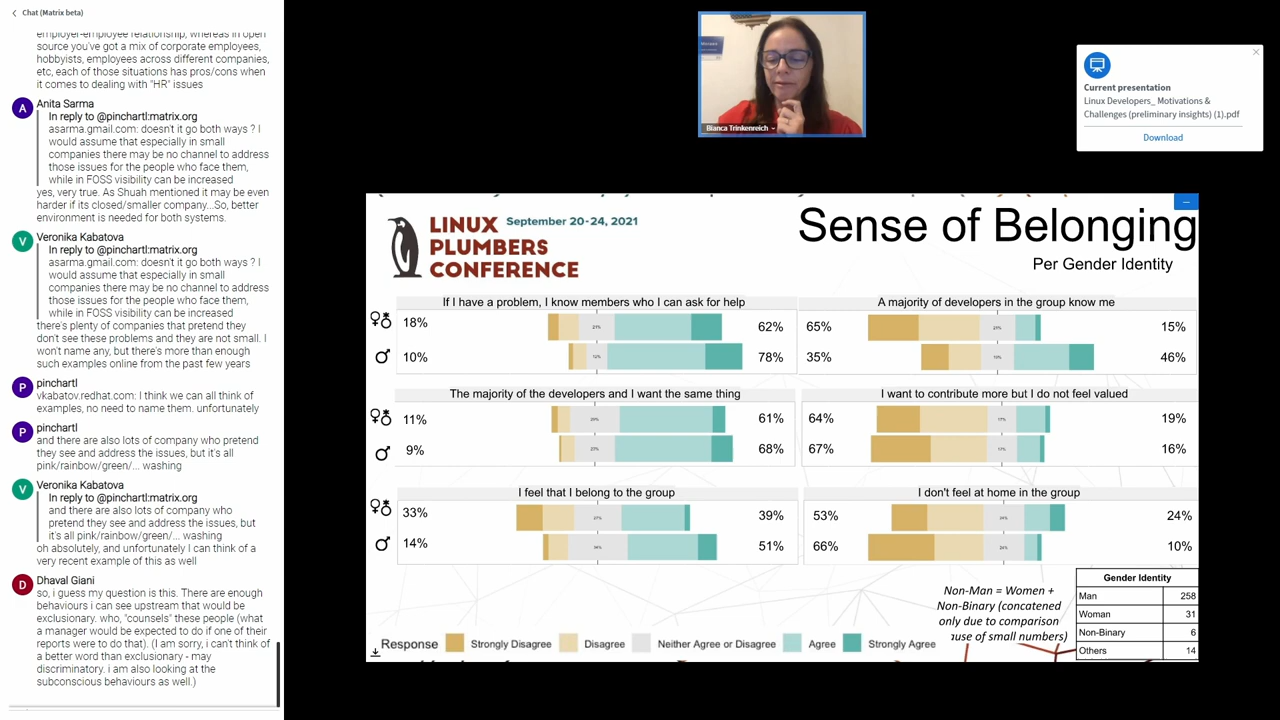 Chat (Matrix beta)
employer-employee relationship, whereas in open
source you've got a mix of corporate employees,
hobbyists, employees across different companies,
etc, each of those situations has pros/cons when
it comes to dealing with "HR" issues
A
Anita Sarma
In reply to @pinchartl:matrix.org
asarma.gmail.com: doesn't it go both ways ? I
would assume that especially in small
companies there may be no channel to address
those issues for the people who face them,
while in FOSS visibility can be increased
yes, very true. As Shuah mentioned it may be even
harder if its closed/smaller company...So, better
environment is needed for both systems.
V
Veronika Kabatova
In reply to @pinchartl:matrix.org
asarma.gmail.com: doesn't it go both ways ? I
would assume that especially in small
companies there may be no channel to address
those issues for the people who face them,
while in FOSS visibility can be increased
there's plenty of companies that pretend they
don't see these problems and they are not small. I
won't name any, but there's more than enough
such examples online from the past few years
P
pinchartl
vkabatov.redhat.com: I think we can all think of
examples, no need to name them. unfortunately
P
pinchartl
and there are also lots of company who pretend
they see and address the issues, but it's all
pink/rainbow/green/... washing
V
Veronika Kabatova
In reply to @pinchartl:matrix.org
and there are also lots of company who
pretend they see and address the issues, but
it's all pink/rainbow/green/... washing
oh absolutely, and unfortunately I can think of a
very recent example of this as well
D
Dhaval Giani
so, i guess my question is this. There are enough
behaviours i can see upstream that would be
exclusionary. who, "counsels" these people (what
a manager would be expected to do if one of their
reports were to do that). (I am sorry, i can't think of
a better word than exclusionary - may
discriminatory. i am also looking at the
subconscious behaviours as well.)
Bianca Trinkenreich
Current presentation
Linux Developers_ Motivations &
Challenges (preliminary insights) (1).pdf
Download
LINUX
PLUMBERS
CONFERENCE
September 20-24, 2021
Sense of Belonging
Per Gender Identity
If I have a problem, I know members who I can ask for help
18% 21% 62%
10% 12% 78%
A majority of developers in the group know me
65% 15%
35% 46%
The majority of the developers and I want the same thing
11% 61%
9% 23% 68%
I want to contribute more but I do not feel valued
64% 17% 19%
67% 17% 16%
I feel that I belong to the group
33% 27% 39%
14% 34% 51%
I don't feel at home in the group
53% 24%
66% 24% 10%
Non-Man = Women +
Non-Binary (concatened
only due to comparison
ause of small numbers)
Gender Identity
Man 258
Woman 31
Non-Binary 6
Others 14
Response Strongly Disagree Disagree Neither Agree or Disagree Agree Strongly Agree